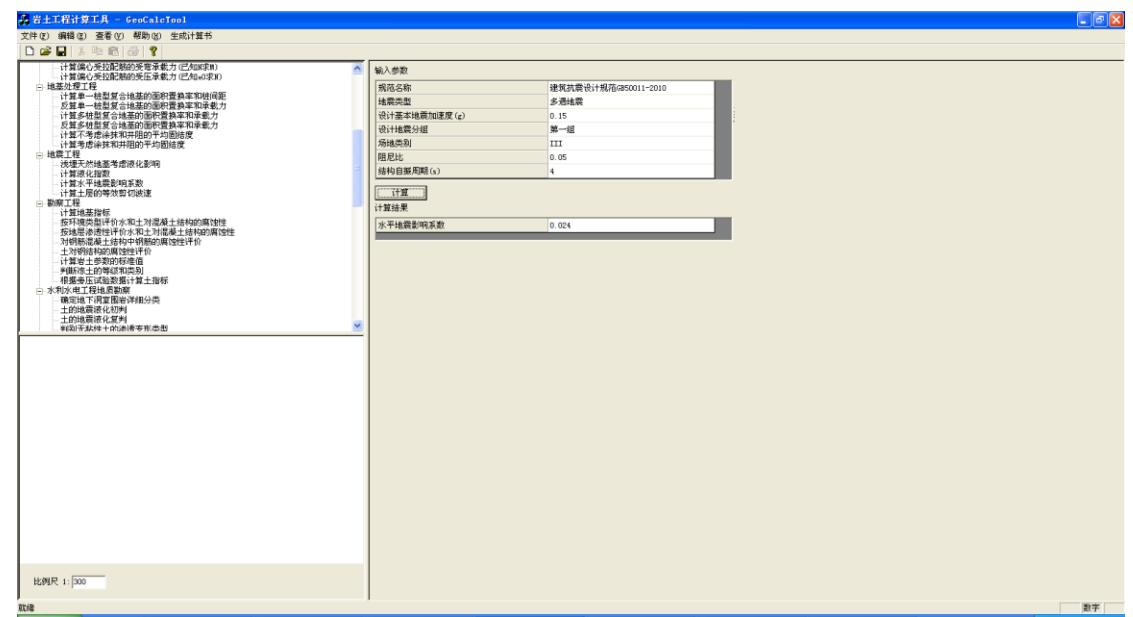 岩土工程计算工具 - GeoCalcTool
文件(F) 编辑(E) 查看(V) 帮助(H) 生成计算书
计算偏心受拉配筋的受弯承载力(已知N求M)
计算偏心受拉配筋的受压承载力(已知e0求N)
地基处理工程
计算单一桩型复合地基的面积置换率和桩间距
反算单一桩型复合地基的面积置换率和承载力
计算多桩型复合地基的面积置换率和承载力
反算多桩型复合地基的面积置换率和承载力
计算不考虑涂抹和井阻的平均固结度
计算考虑涂抹和井阻的平均固结度
地震工程
浅埋天然地基考虑液化影响
计算液化指数
计算水平地震影响系数
计算土层的等效剪切波速
勘察工程
计算地基指标
按环境类型评价水和土对混凝土结构的腐蚀性
按地层渗透性评价水和土对混凝土结构的腐蚀性
对钢筋混凝土结构中钢筋的腐蚀性评价
土对钢结构的腐蚀性评价
计算岩土参数的标准值
判断冻土的等级和类别
根据旁压试验数据计算土指标
水利水电工程地质勘察
确定地下洞室围岩详细分类
土的地震液化初判
土的地震液化复判
判别无粘性土的渗透变形类型
比例尺 1: 300
输入参数
规范名称 建筑抗震设计规范GB50011-2010
地震类型 多遇地震
设计基本地震加速度(g) 0.15
设计地震分组 第一组
场地类别 III
阻尼比 0.05
结构自振周期(s) 4
计算
计算结果
水平地震影响系数 0.024
就绪
数字